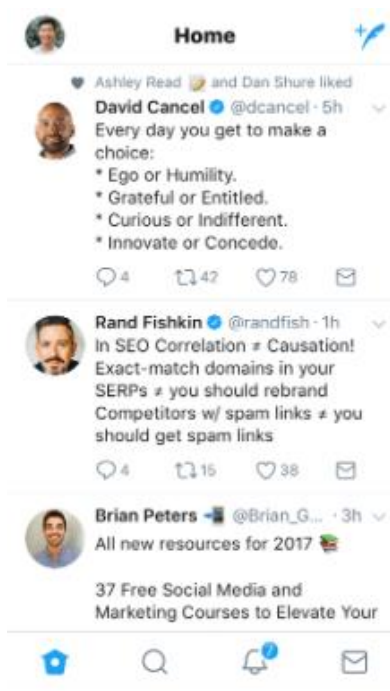 Home
Ashley Read 📝 and Dan Shure liked
David Cancel @dcancel · 5h
Every day you get to make a
choice:
* Ego or Humility.
* Grateful or Entitled.
* Curious or Indifferent.
* Innovate or Concede.
4 42 78
Rand Fishkin @randfish · 1h
In SEO Correlation ≠ Causation!
Exact-match domains in your
SERPs ≠ you should rebrand
Competitors w/ spam links ≠ you
should get spam links
4 15 38
Brian Peters 📲 @Brian_G... · 3h
All new resources for 2017 📚
37 Free Social Media and
Marketing Courses to Elevate Your